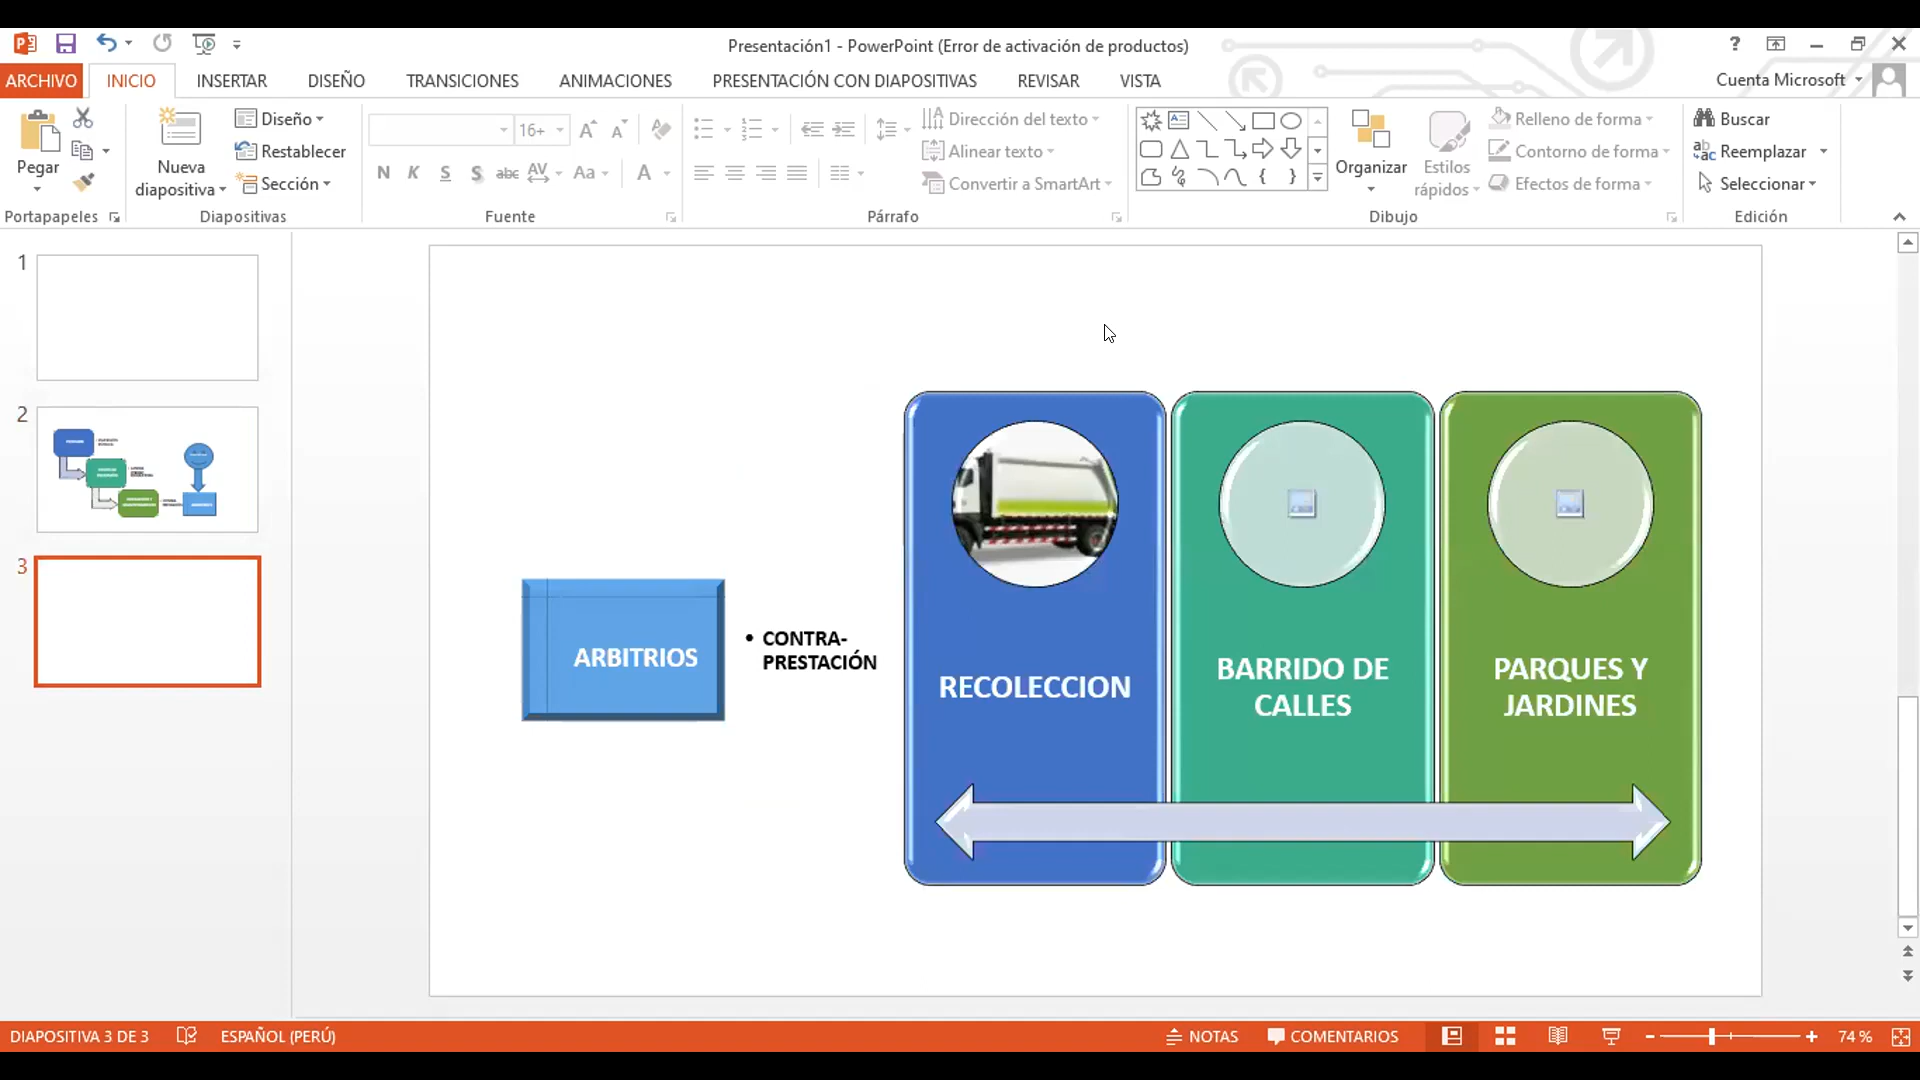 Presentación1 - PowerPoint (Error de activación de productos)
ARCHIVO INICIO INSERTAR DISEÑO TRANSICIONES ANIMACIONES PRESENTACIÓN CON DIAPOSITIVAS REVISAR VISTA
Cuenta Microsoft
Pegar
Nueva diapositiva
Diseño
Restablecer
Sección
16+
N K S S abc AV Aa A
Dirección del texto
Alinear texto
Convertir a SmartArt
Organizar
Estilos rápidos
Relleno de forma
Contorno de forma
Efectos de forma
Buscar
Reemplazar
Seleccionar
Portapapeles Diapositivas Fuente Párrafo Dibujo Edición
1
2
3
ARBITRIOS
• CONTRA-
PRESTACIÓN
RECOLECCION
BARRIDO DE
CALLES
PARQUES Y
JARDINES
DIAPOSITIVA 3 DE 3 ESPAÑOL (PERÚ) NOTAS COMENTARIOS 74 %